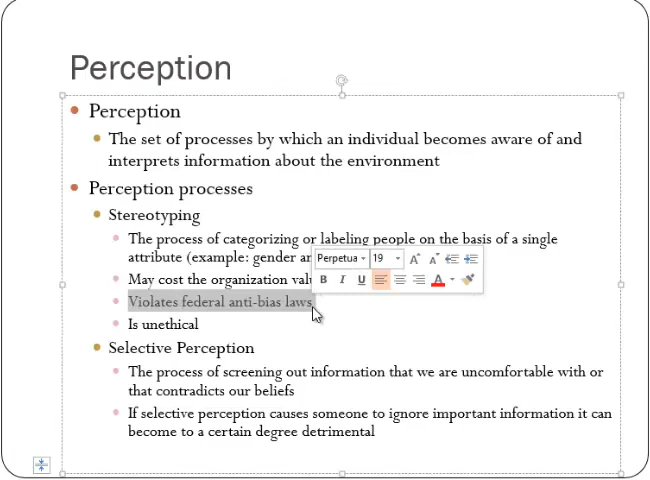 Perception
Perception
The set of processes by which an individual becomes aware of and
interprets information about the environment
Perception processes
Stereotyping
The process of categorizing or labeling people on the basis of a single
attribute (example: gender
Perpetua 19 A A
May cost the organization
B I U A
Violates federal anti-bias laws
Is unethical
Selective Perception
The process of screening out information that we are uncomfortable with or
that contradicts our beliefs
If selective perception causes someone to ignore important information it can
become to a certain degree detrimental